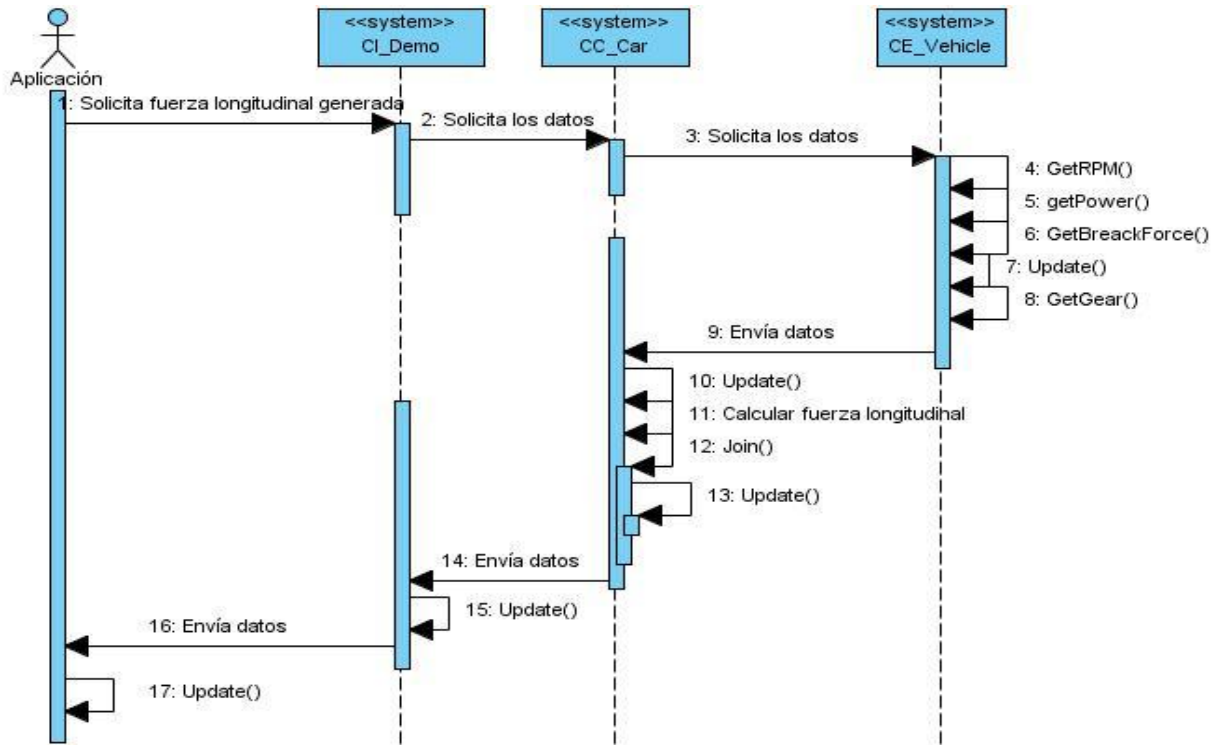 <<system>>
CI_Demo
<<system>>
CC_Car
<<system>>
CE_Vehicle
Aplicación
1: Solicita fuerza longitudinal generada
2: Solicita los datos
3: Solicita los datos
4: GetRPM()
5: getPower()
6: GetBreackForce()
7: Update()
8: GetGear()
9: Envía datos
10: Update()
11: Calcular fuerza longitudinal
12: Join()
13: Update()
14: Envía datos
15: Update()
16: Envía datos
17: Update()